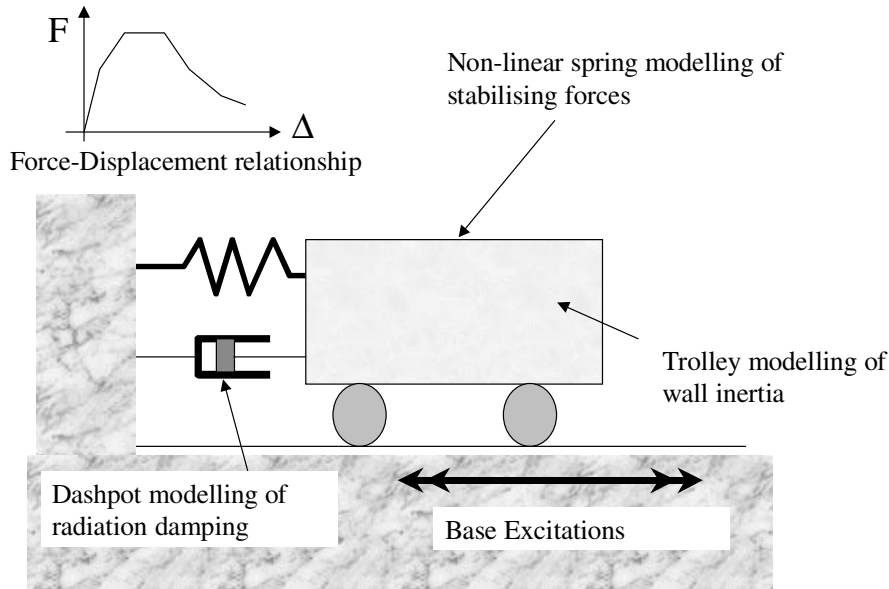 F
Δ
Force-Displacement relationship
Non-linear spring modelling of
stabilising forces
Trolley modelling of
wall inertia
Dashpot modelling of
radiation damping
Base Excitations